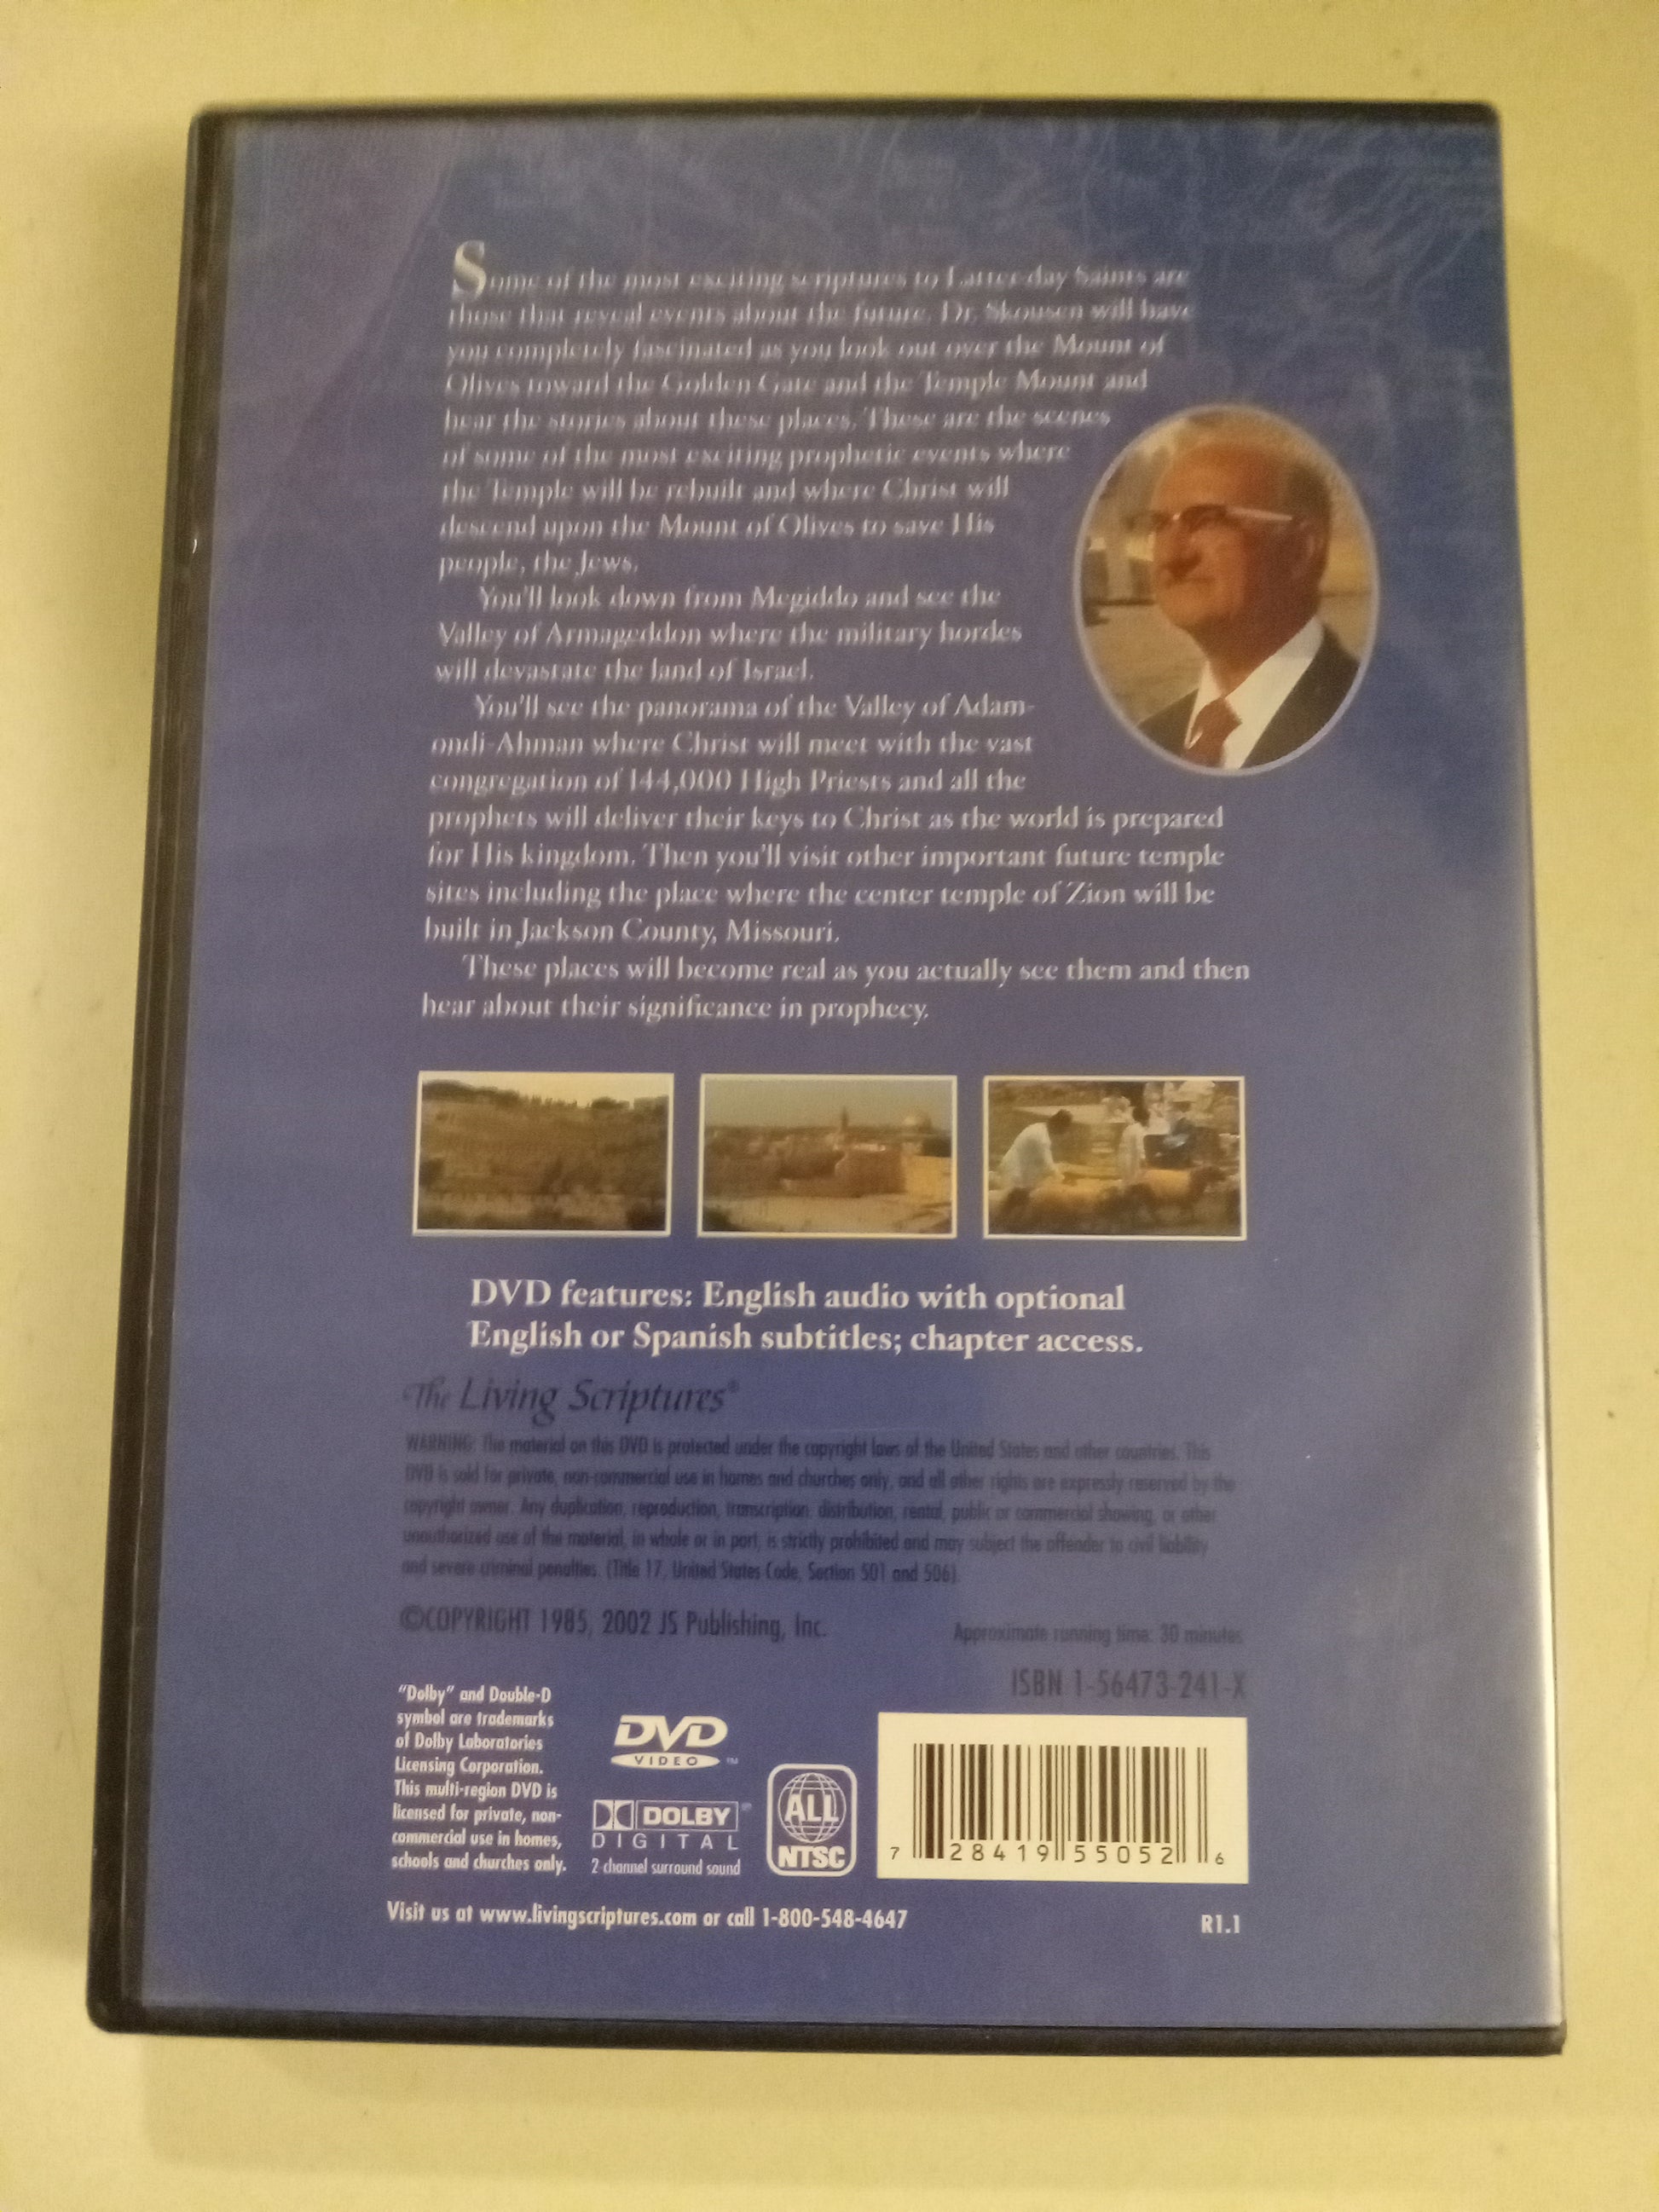 Some of the most exciting scriptures to Latter-day Saints are
those that reveal events about the future. Dr. Skousen will have
you completely fascinated as you look out over the Mount of
Olives toward the Golden Gate and the Temple Mount and
hear the stories about these places. These are the scenes
of some of the most exciting prophetic events where
the Temple will be rebuilt and where Christ will
descend upon the Mount of Olives to save His
people, the Jews.
You'll look down from Megiddo and see the
Valley of Armageddon where the military hordes
will devastate the land of Israel.
You'll see the panorama of the Valley of Adam-
ondi-Ahman where Christ will meet with the vast
congregation of 144,000 High Priests and all the
prophets will deliver their keys to Christ as the world is prepared
for His kingdom. Then you'll visit other important future temple
sites including the place where the center temple of Zion will be
built in Jackson County, Missouri.
These places will become real as you actually see them and then
hear about their significance in prophecy.
DVD features: English audio with optional
English or Spanish subtitles; chapter access.
The Living Scriptures®
WARNING: The material on this DVD is protected under the copyright laws of the United States and other countries. This
DVD is sold for private, non-commercial use in homes and churches only, and all other rights are expressly reserved by the
copyright owner. Any duplication, reproduction, transcription, distribution, rental, public or commercial showing, or other
unauthorized use of the material, in whole or in part, is strictly prohibited and may subject the offender to civil liability
and severe criminal penalties. (Title 17, United States Code, Section 501 and 506).
©COPYRIGHT 1985, 2002 JS Publishing, Inc.
Approximate running time: 30 minutes
ISBN 1-56473-241-X
"Dolby" and Double-D
symbol are trademarks
of Dolby Laboratories
Licensing Corporation.
This multi-region DVD is
licensed for private, non-
commercial use in homes,
schools and churches only.
DVD
VIDEO™
DOLBY®
DIGITAL
2-channel surround sound
ALL
NTSC
7 28419 55052 6
Visit us at www.livingscriptures.com or call 1-800-548-4647
R1.1